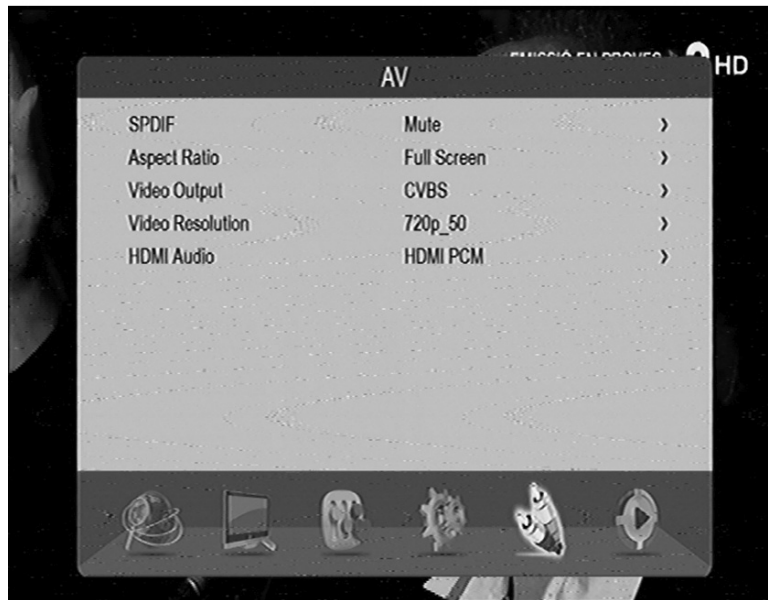 EMISSIÓ EN PROVES
HD
AV
SPDIF Mute
Aspect Ratio Full Screen
Video Output CVBS
Video Resolution 720p_50
HDMI Audio HDMI PCM